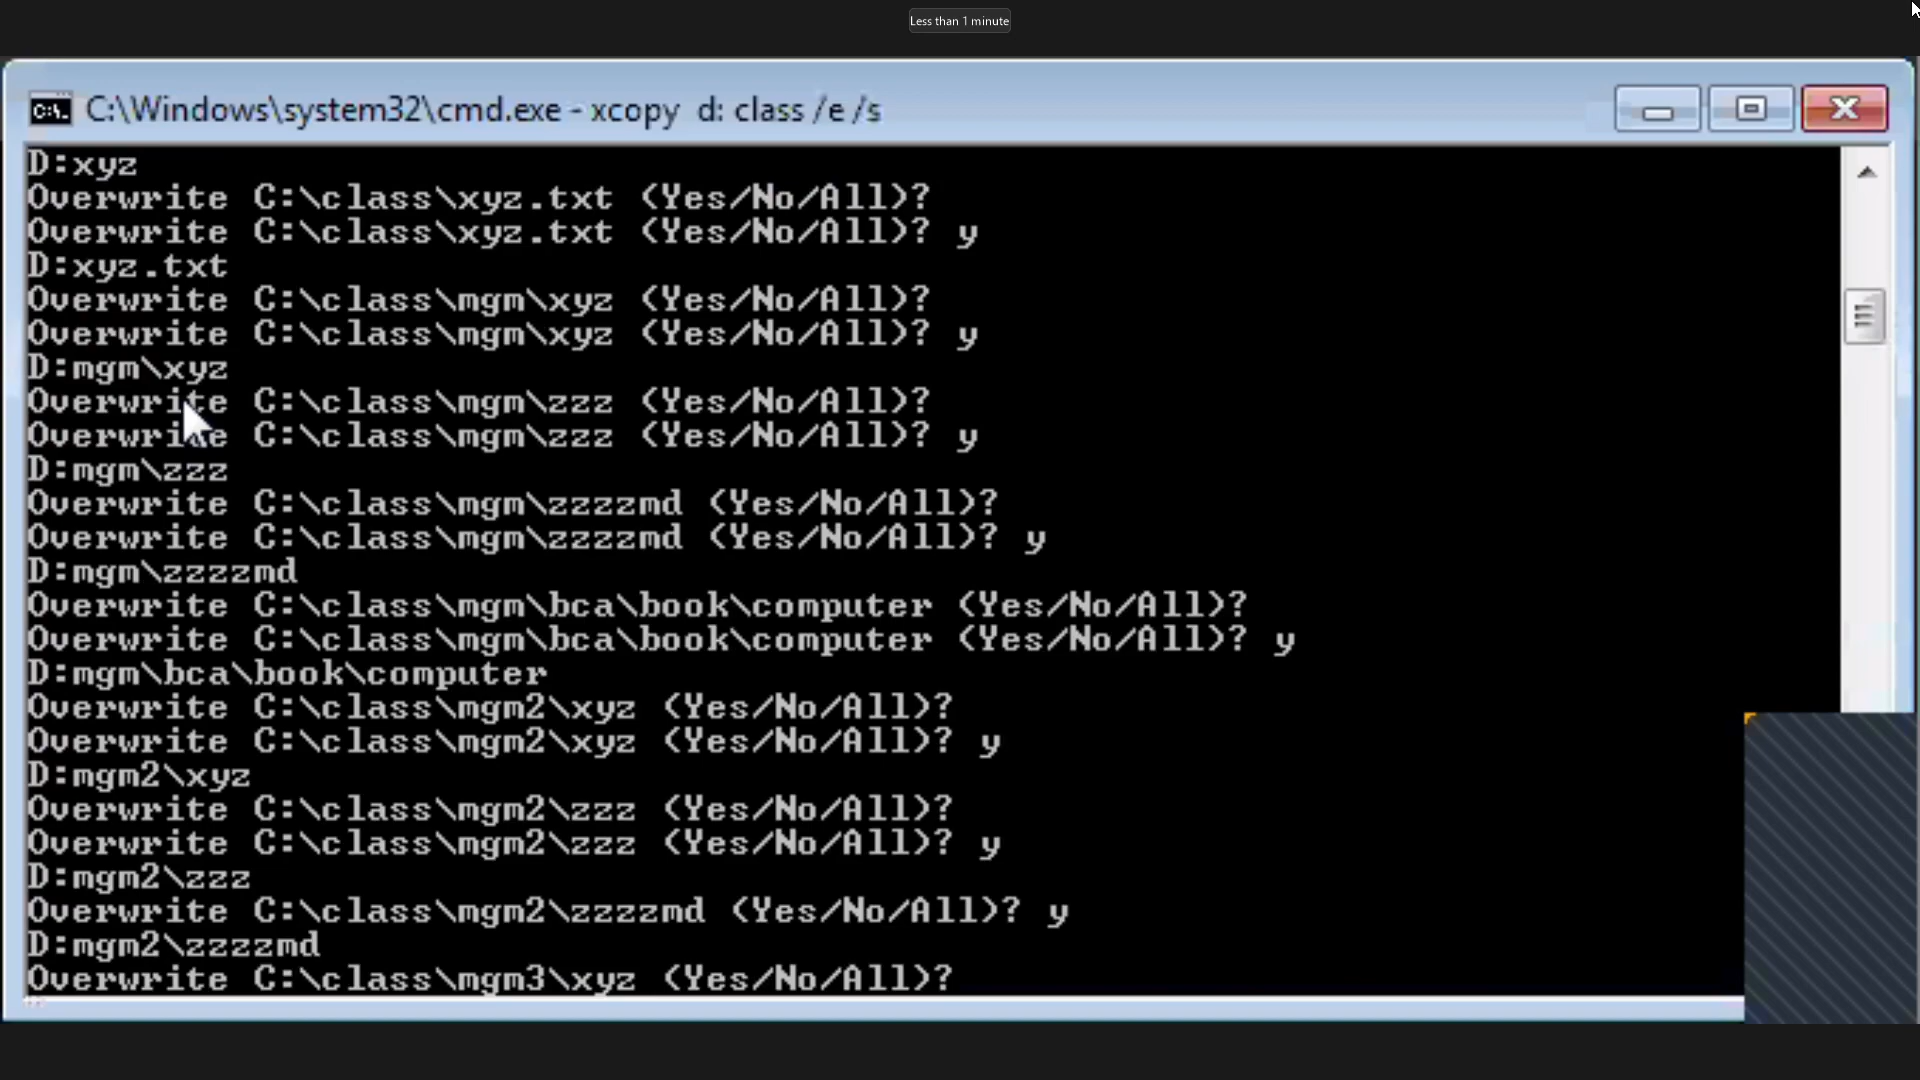 Less than 1 minute
C:\Windows\system32\cmd.exe - xcopy  d: class /e /s
D:xyz
Overwrite C:\class\xyz.txt (Yes/No/All)?
Overwrite C:\class\xyz.txt (Yes/No/All)? y
D:xyz.txt
Overwrite C:\class\mgm\xyz (Yes/No/All)?
Overwrite C:\class\mgm\xyz (Yes/No/All)? y
D:mgm\xyz
Overwrite C:\class\mgm\zzz (Yes/No/All)?
Overwrite C:\class\mgm\zzz (Yes/No/All)? y
D:mgm\zzz
Overwrite C:\class\mgm\zzzzmd (Yes/No/All)?
Overwrite C:\class\mgm\zzzzmd (Yes/No/All)? y
D:mgm\zzzzmd
Overwrite C:\class\mgm\bca\book\computer (Yes/No/All)?
Overwrite C:\class\mgm\bca\book\computer (Yes/No/All)? y
D:mgm\bca\book\computer
Overwrite C:\class\mgm2\xyz (Yes/No/All)?
Overwrite C:\class\mgm2\xyz (Yes/No/All)? y
D:mgm2\xyz
Overwrite C:\class\mgm2\zzz (Yes/No/All)?
Overwrite C:\class\mgm2\zzz (Yes/No/All)? y
D:mgm2\zzz
Overwrite C:\class\mgm2\zzzzmd (Yes/No/All)? y
D:mgm2\zzzzmd
Overwrite C:\class\mgm3\xyz (Yes/No/All)?